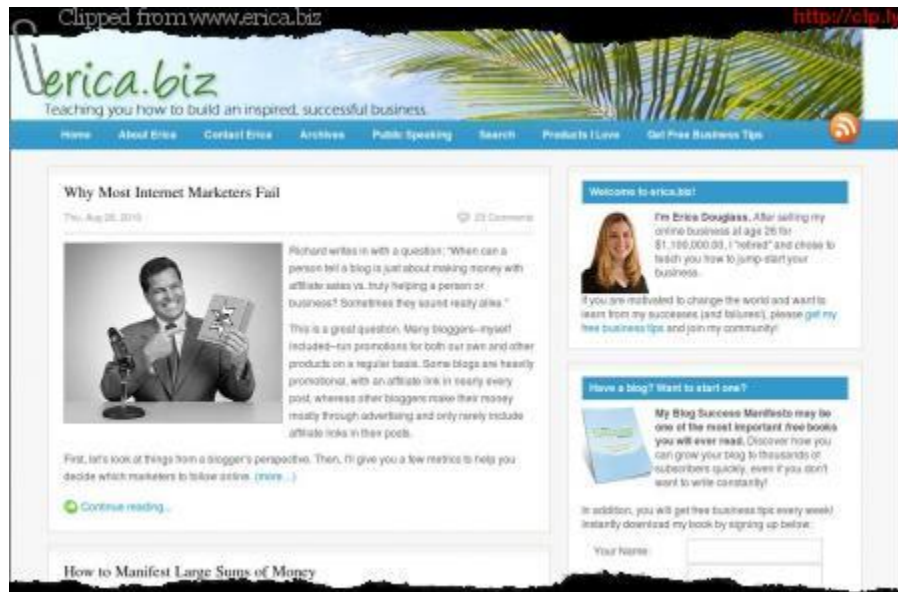 Clipped from www.erica.biz
http://clp.ly
erica.biz
Teaching you how to build an inspired, successful business.
Home About Erica Contact Erica Archives Public Speaking Search Products I Love Get Free Business Tips
Why Most Internet Marketers Fail
Thu, Aug 26, 2010
23 Comments
Richard writes in with a question: "When can a
person tell a blog is just about making money with
affiliate sales vs. truly helping a person or
business? Sometimes they sound really alike."
This is a great question. Many bloggers--myself
included--run promotions for both our own and other
products on a regular basis. Some blogs are heavily
promotional, with an affiliate link in nearly every
post, whereas other bloggers make their money
mostly through advertising and only rarely include
affiliate links in their posts.
First, let's look at things from a blogger's perspective. Then, I'll give you a few metrics to help you
decide which marketers to follow online. (more...)
Continue reading...
How to Manifest Large Sums of Money
Welcome to erica.biz!
I'm Erica Douglass. After selling my
online business at age 26 for
$1,100,000.00, I "retired" and chose to
teach you how to jump-start your
business.
If you are motivated to change the world and want to
learn from my successes (and failures!), please get my
free business tips and join my community!
Have a blog? Want to start one?
My Blog Success Manifesto may be
one of the most important free books
you will ever read. Discover how you
can grow your blog to thousands of
subscribers quickly, even if you don't
want to write constantly!
In addition, you will get free business tips every week!
Instantly download my book by signing up below:
Your Name: